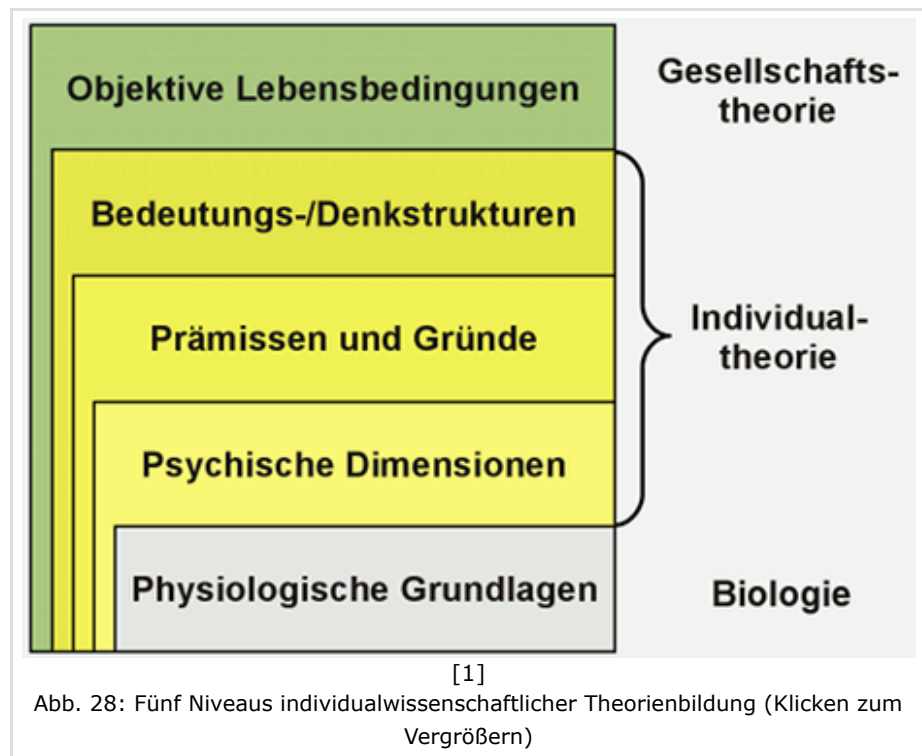 Objektive Lebensbedingungen
Gesellschafts-
theorie
Bedeutungs-/Denkstrukturen
Prämissen und Gründe
Individual-
theorie
Psychische Dimensionen
Physiologische Grundlagen
Biologie
[1]
Abb. 28: Fünf Niveaus individualwissenschaftlicher Theorienbildung (Klicken zum
Vergrößern)